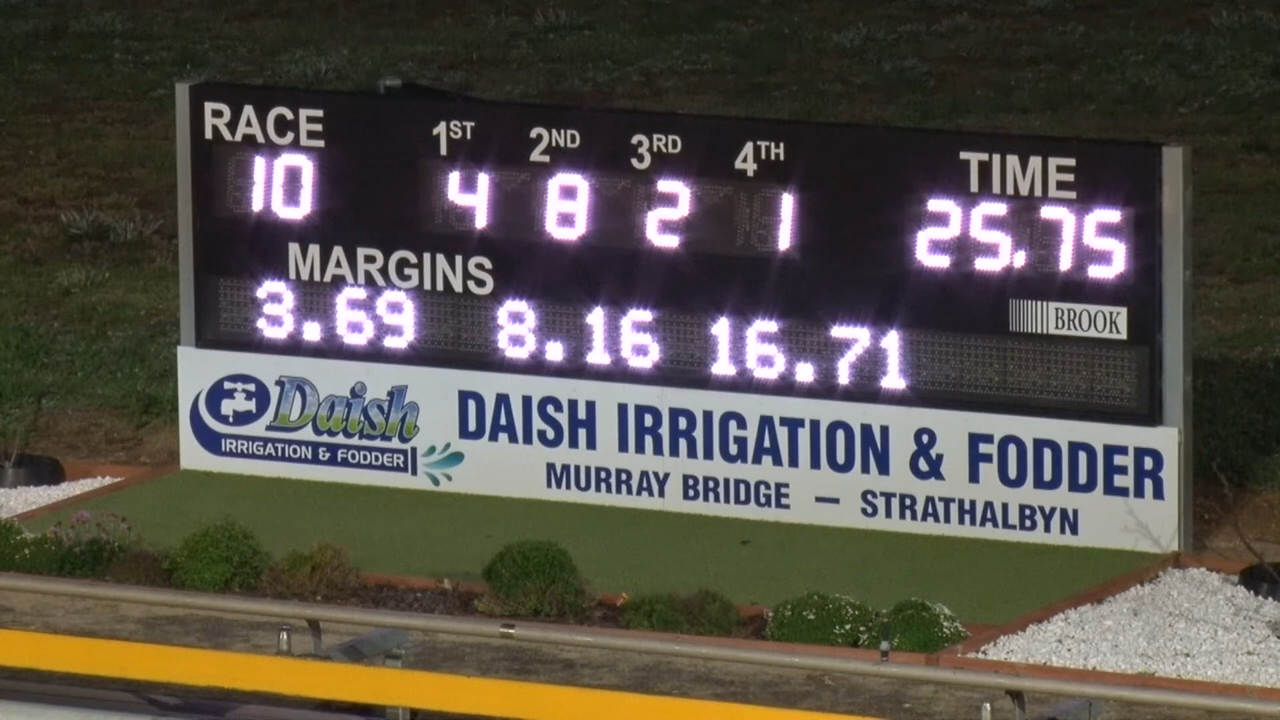 RACE 1ST 2ND 3RD 4TH TIME
10 4 8 2 1 25.75
MARGINS
3.69 8.16 16.71
BROOK
Daish
IRRIGATION & FODDER
DAISH IRRIGATION & FODDER
MURRAY BRIDGE – STRATHALBYN